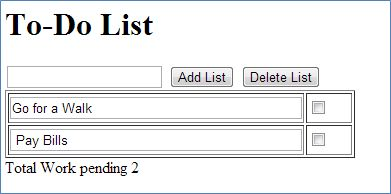 To-Do List
Add List Delete List
Go for a Walk
Pay Bills
Total Work pending 2